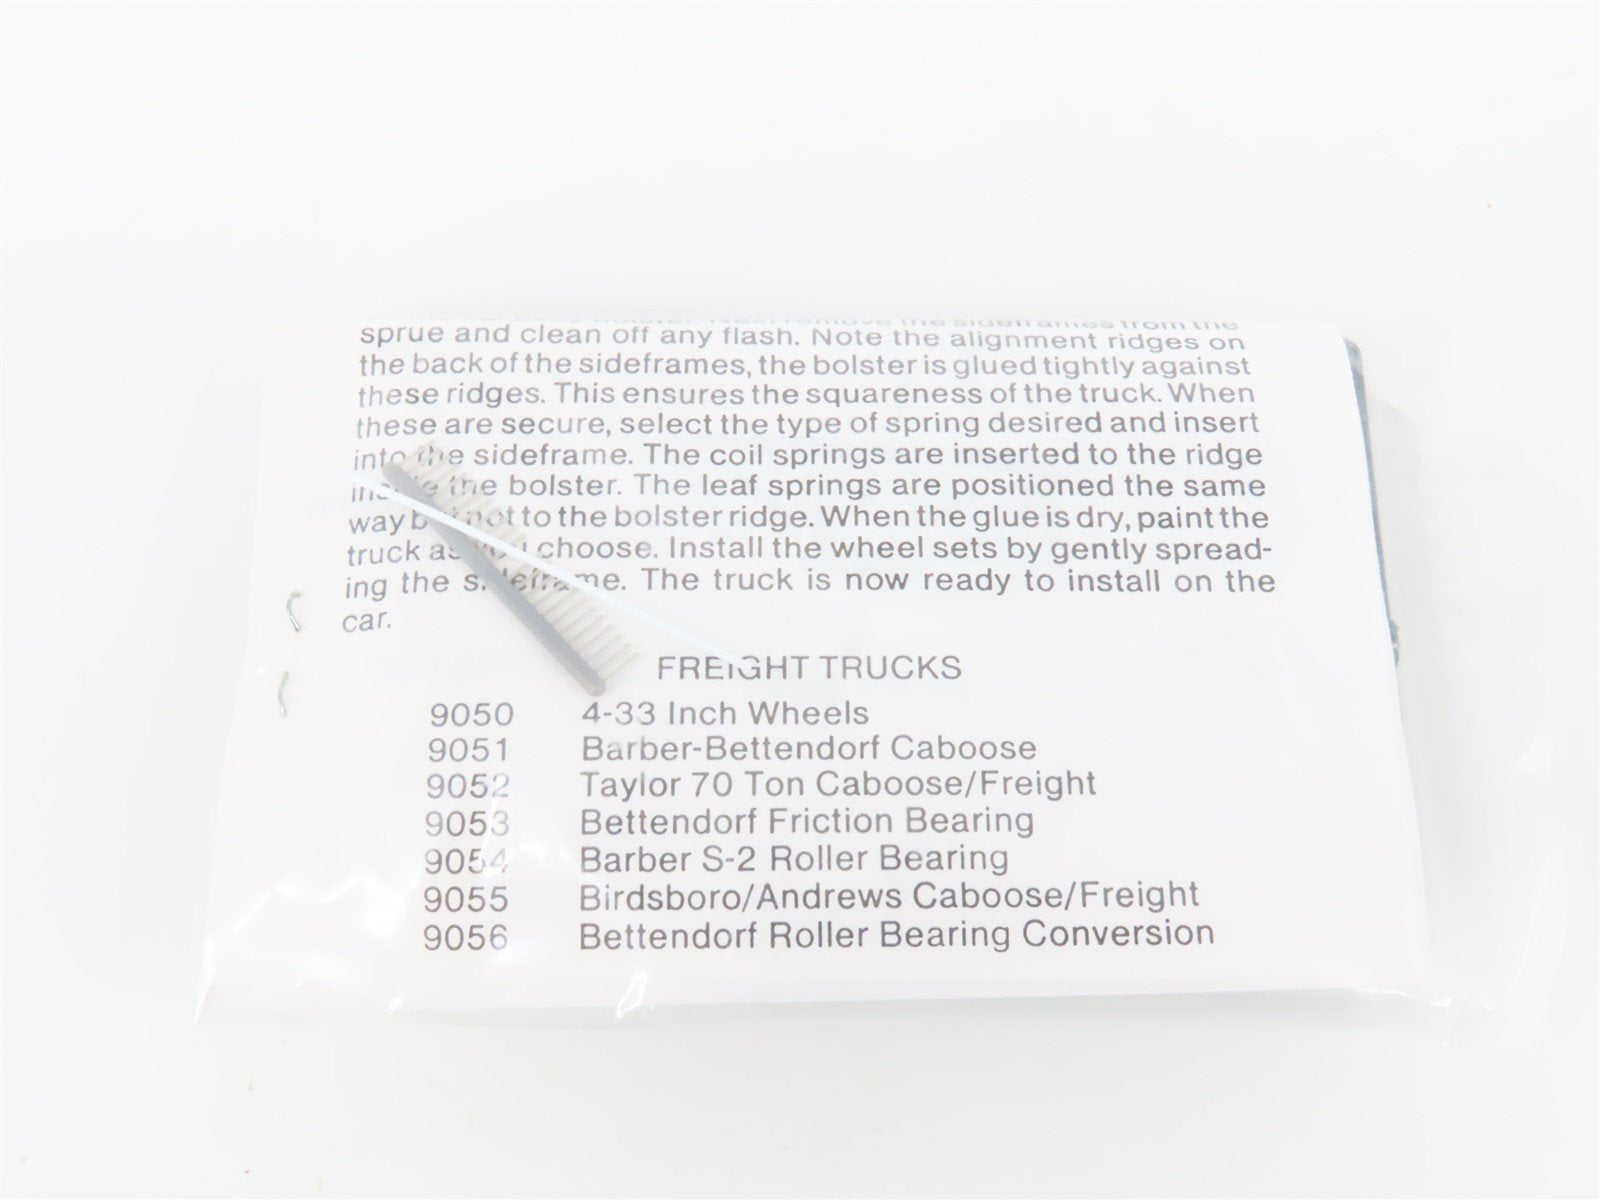 sprue and clean off any flash. Note the alignment ridges on
the back of the sideframes, the bolster is glued tightly against
these ridges. This ensures the squareness of the truck. When
these are secure, select the type of spring desired and insert
into the sideframe. The coil springs are inserted to the ridge
the bolster. The leaf springs are positioned the same
way but not to the bolster ridge. When the glue is dry, paint the
truck as you choose. Install the wheel sets by gently spread-
ing the sideframe. The truck is now ready to install on the
car.
FREIGHT TRUCKS
9050 4-33 Inch Wheels
9051 Barber-Bettendorf Caboose
9052 Taylor 70 Ton Caboose/Freight
9053 Bettendorf Friction Bearing
9054 Barber S-2 Roller Bearing
9055 Birdsboro/Andrews Caboose/Freight
9056 Bettendorf Roller Bearing Conversion